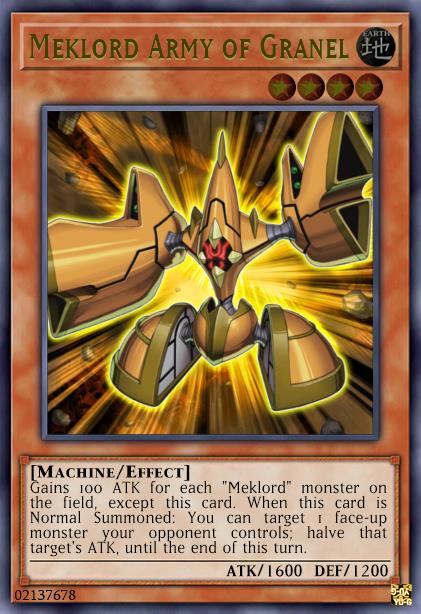 MEKLORD ARMY OF GRANEL
EARTH
地
[MACHINE/EFFECT]
Gains 100 ATK for each "Meklord" monster on
the field, except this card. When this card is
Normal Summoned: You can target 1 face-up
monster your opponent controls; halve that
target's ATK, until the end of this turn.
ATK/1600 DEF/1200
02137678